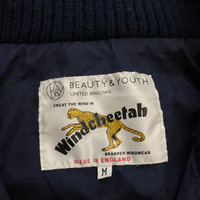 BEAUTY & YOUTH
UNITED ARROWS
CHEAT THE WIND IN
Windcheetah
BRANDED WINDWEAR
MADE IN ENGLAND
M